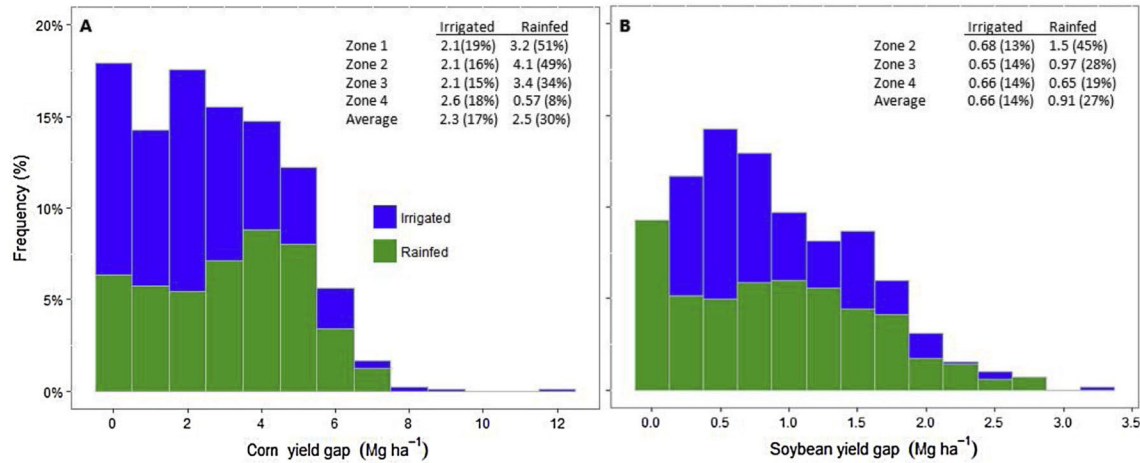 A
Irrigated Rainfed
Zone 1 2.1(19%) 3.2 (51%)
Zone 2 2.1 (16%) 4.1 (49%)
Zone 3 2.1 (15%) 3.4 (34%)
Zone 4 2.6 (18%) 0.57 (8%)
Average 2.3 (17%) 2.5 (30%)
20%
15%
10%
5%
0%
Frequency (%)
Irrigated
Rainfed
0 2 4 6 8 10 12
Corn yield gap (Mg ha⁻¹)
B
Irrigated Rainfed
Zone 2 0.68 (13%) 1.5 (45%)
Zone 3 0.65 (14%) 0.97 (28%)
Zone 4 0.66 (14%) 0.65 (19%)
Average 0.66 (14%) 0.91 (27%)
0.0 0.5 1.0 1.5 2.0 2.5 3.0 3.5
Soybean yield gap (Mg ha⁻¹)